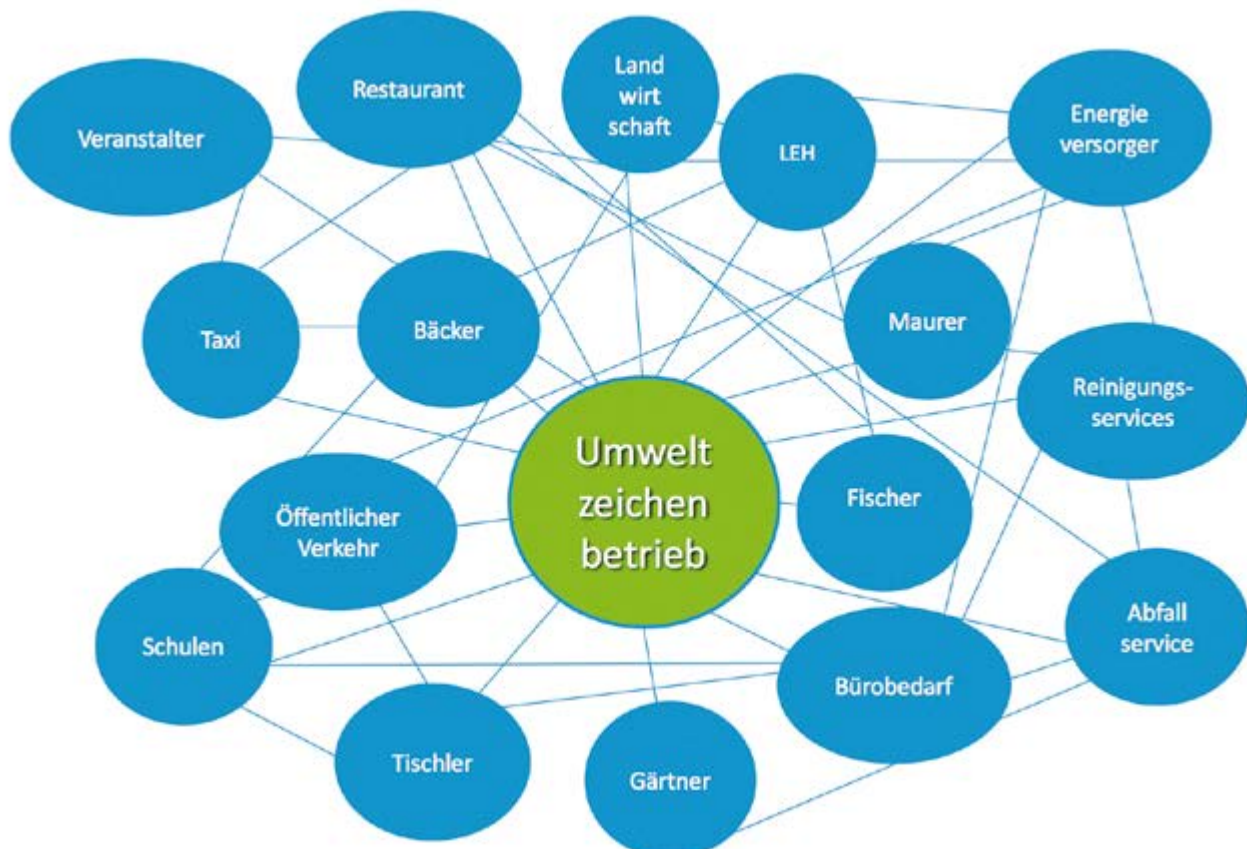 Veranstalter
Restaurant
Land
wirt
schaft
LEH
Energie
versorger
Taxi
Bäcker
Maurer
Reinigungs-
services
Umwelt
zeichen
betrieb
Öffentlicher
Verkehr
Fischer
Schulen
Abfall
service
Bürobedarf
Tischler
Gärtner